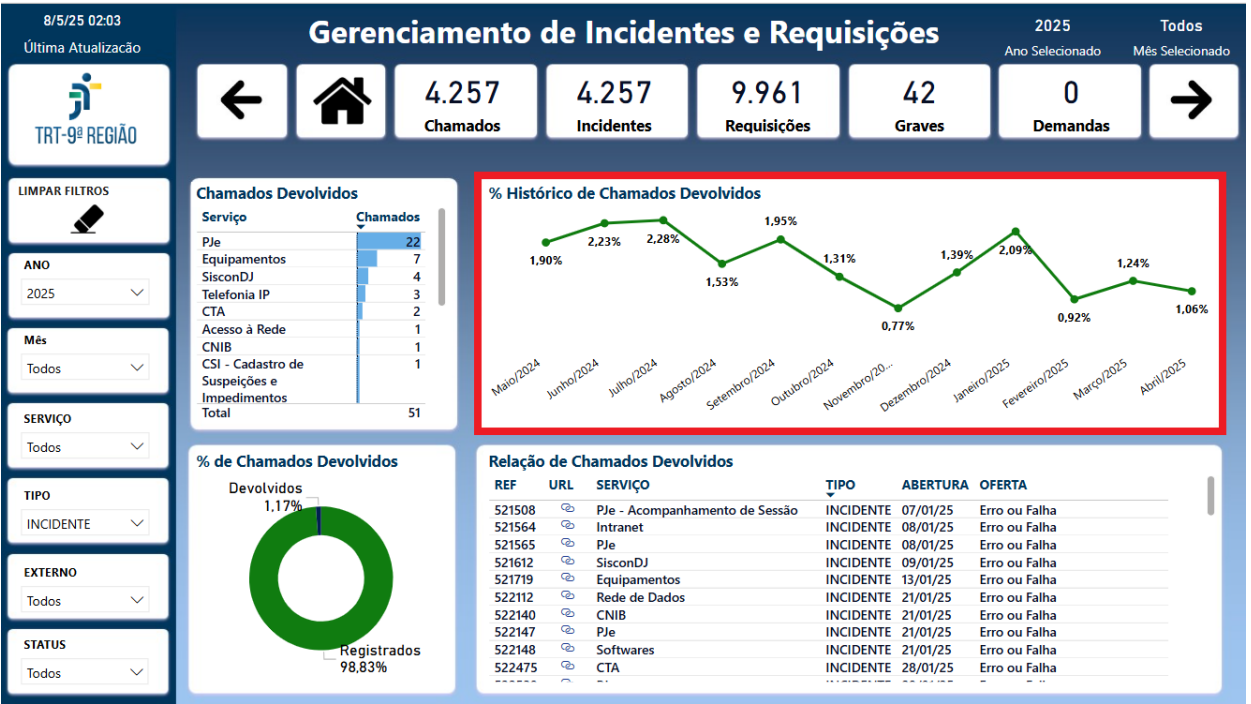 8/5/25 02:03
Última Atualizacão
Gerenciamento de Incidentes e Requisições
2025
Ano Selecionado
Todos
Mês Selecionado
TRT-9ª REGIÃO
4.257
Chamados
4.257
Incidentes
9.961
Requisições
42
Graves
0
Demandas
LIMPAR FILTROS
ANO
2025
Mês
Todos
SERVIÇO
Todos
TIPO
INCIDENTE
EXTERNO
Todos
STATUS
Todos
Chamados Devolvidos
Serviço Chamados
PJe 22
Equipamentos 7
SisconDJ 4
Telefonia IP 3
CTA 2
Acesso à Rede 1
CNIB 1
CSI - Cadastro de 1
Suspeições e
Impedimentos
Total 51
% Histórico de Chamados Devolvidos
1,90%
2,23%
2,28%
1,53%
1,95%
1,31%
0,77%
1,39%
2,09%
0,92%
1,24%
1,06%
Maio/2024
Junho/2024
Julho/2024
Agosto/2024
Setembro/2024
Outubro/2024
Novembro/20...
Dezembro/2024
Janeiro/2025
Fevereiro/2025
Março/2025
Abril/2025
% de Chamados Devolvidos
Devolvidos
1,17%
Registrados
98,83%
Relação de Chamados Devolvidos
REF URL SERVIÇO TIPO ABERTURA OFERTA
521508 PJe - Acompanhamento de Sessão INCIDENTE 07/01/25 Erro ou Falha
521564 Intranet INCIDENTE 08/01/25 Erro ou Falha
521565 PJe INCIDENTE 08/01/25 Erro ou Falha
521612 SisconDJ INCIDENTE 09/01/25 Erro ou Falha
521719 Equipamentos INCIDENTE 13/01/25 Erro ou Falha
522112 Rede de Dados INCIDENTE 21/01/25 Erro ou Falha
522140 CNIB INCIDENTE 21/01/25 Erro ou Falha
522147 PJe INCIDENTE 21/01/25 Erro ou Falha
522148 Softwares INCIDENTE 21/01/25 Erro ou Falha
522475 CTA INCIDENTE 28/01/25 Erro ou Falha